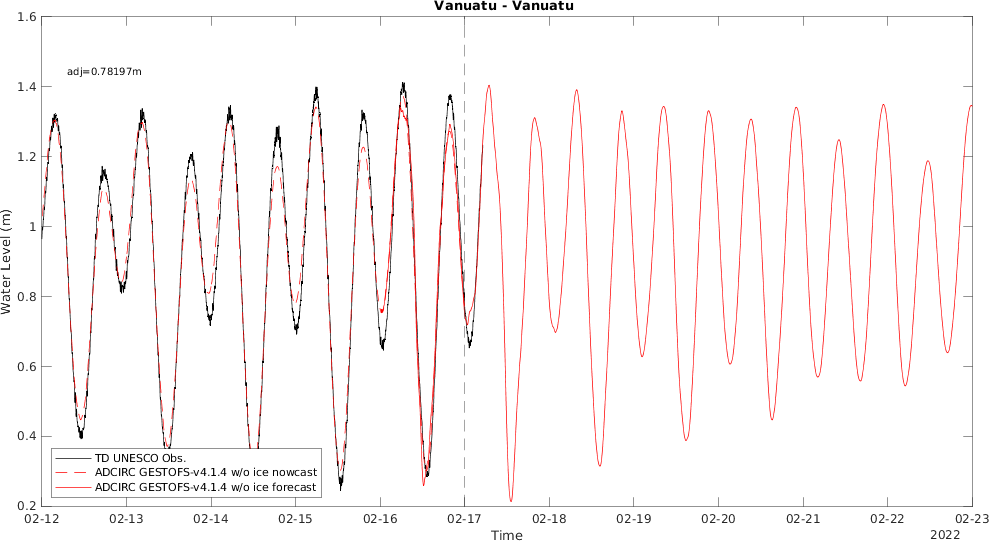 Vanuatu - Vanuatu
adj=0.78197m
Water Level (m)
1.6
1.4
1.2
1
0.8
0.6
0.4
0.2
TD UNESCO Obs.
ADCIRC GESTOFS-v4.1.4 w/o ice nowcast
ADCIRC GESTOFS-v4.1.4 w/o ice forecast
02-12 02-13 02-14 02-15 02-16 02-17 02-18 02-19 02-20 02-21 02-22 02-23
Time
2022